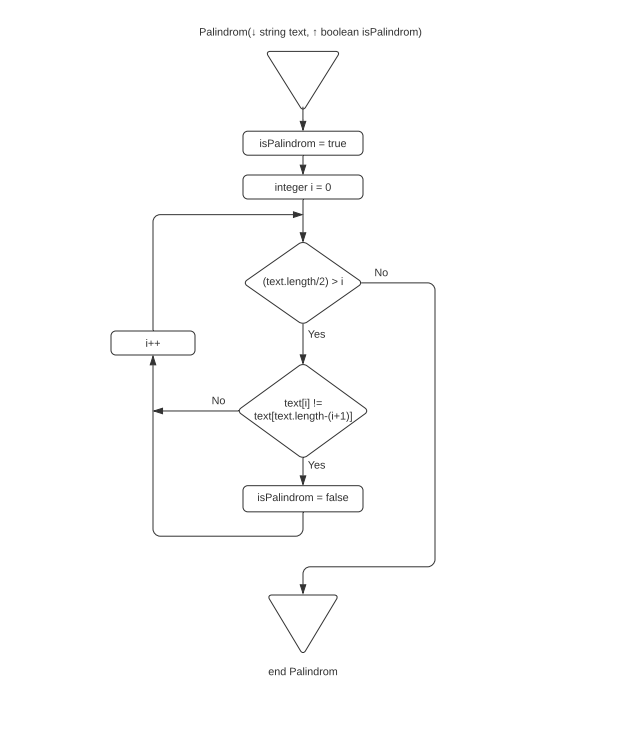 Palindrom(↓ string text, ↑ boolean isPalindrom)
isPalindrom = true
integer i = 0
(text.length/2) > i
No
Yes
i++
text[i] !=
text[text.length-(i+1)]
No
Yes
isPalindrom = false
end Palindrom